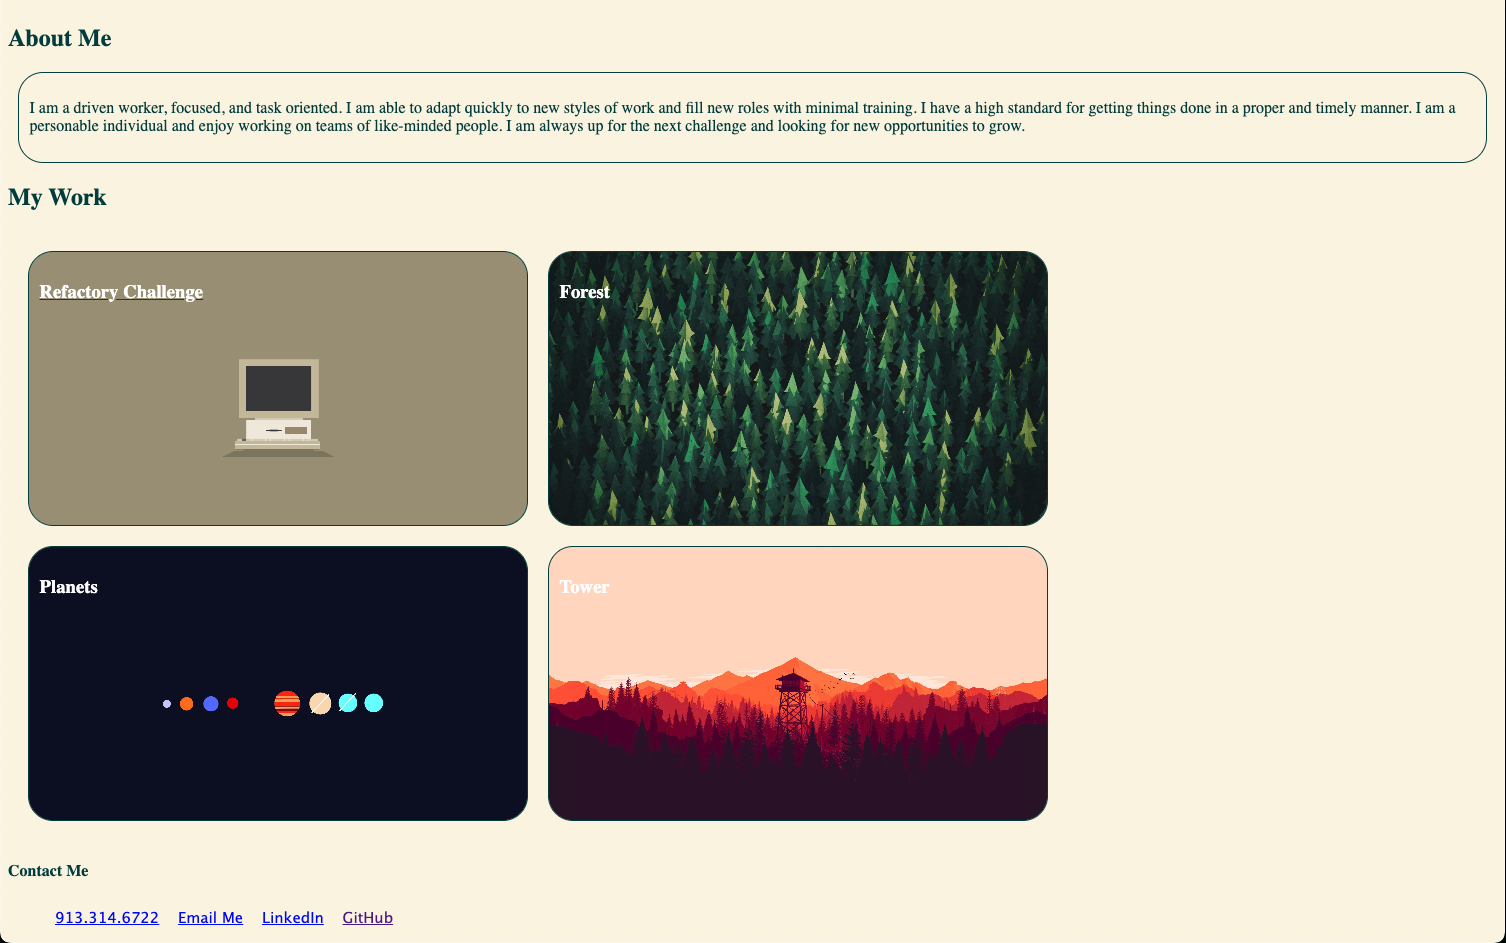 About Me
I am a driven worker, focused, and task oriented. I am able to adapt quickly to new styles of work and fill new roles with minimal training. I have a high standard for getting things done in a proper and timely manner. I am a
personable individual and enjoy working on teams of like-minded people. I am always up for the next challenge and looking for new opportunities to grow.
My Work
Refactory Challenge
Forest
Planets
Tower
Contact Me
913.314.6722 Email Me LinkedIn GitHub